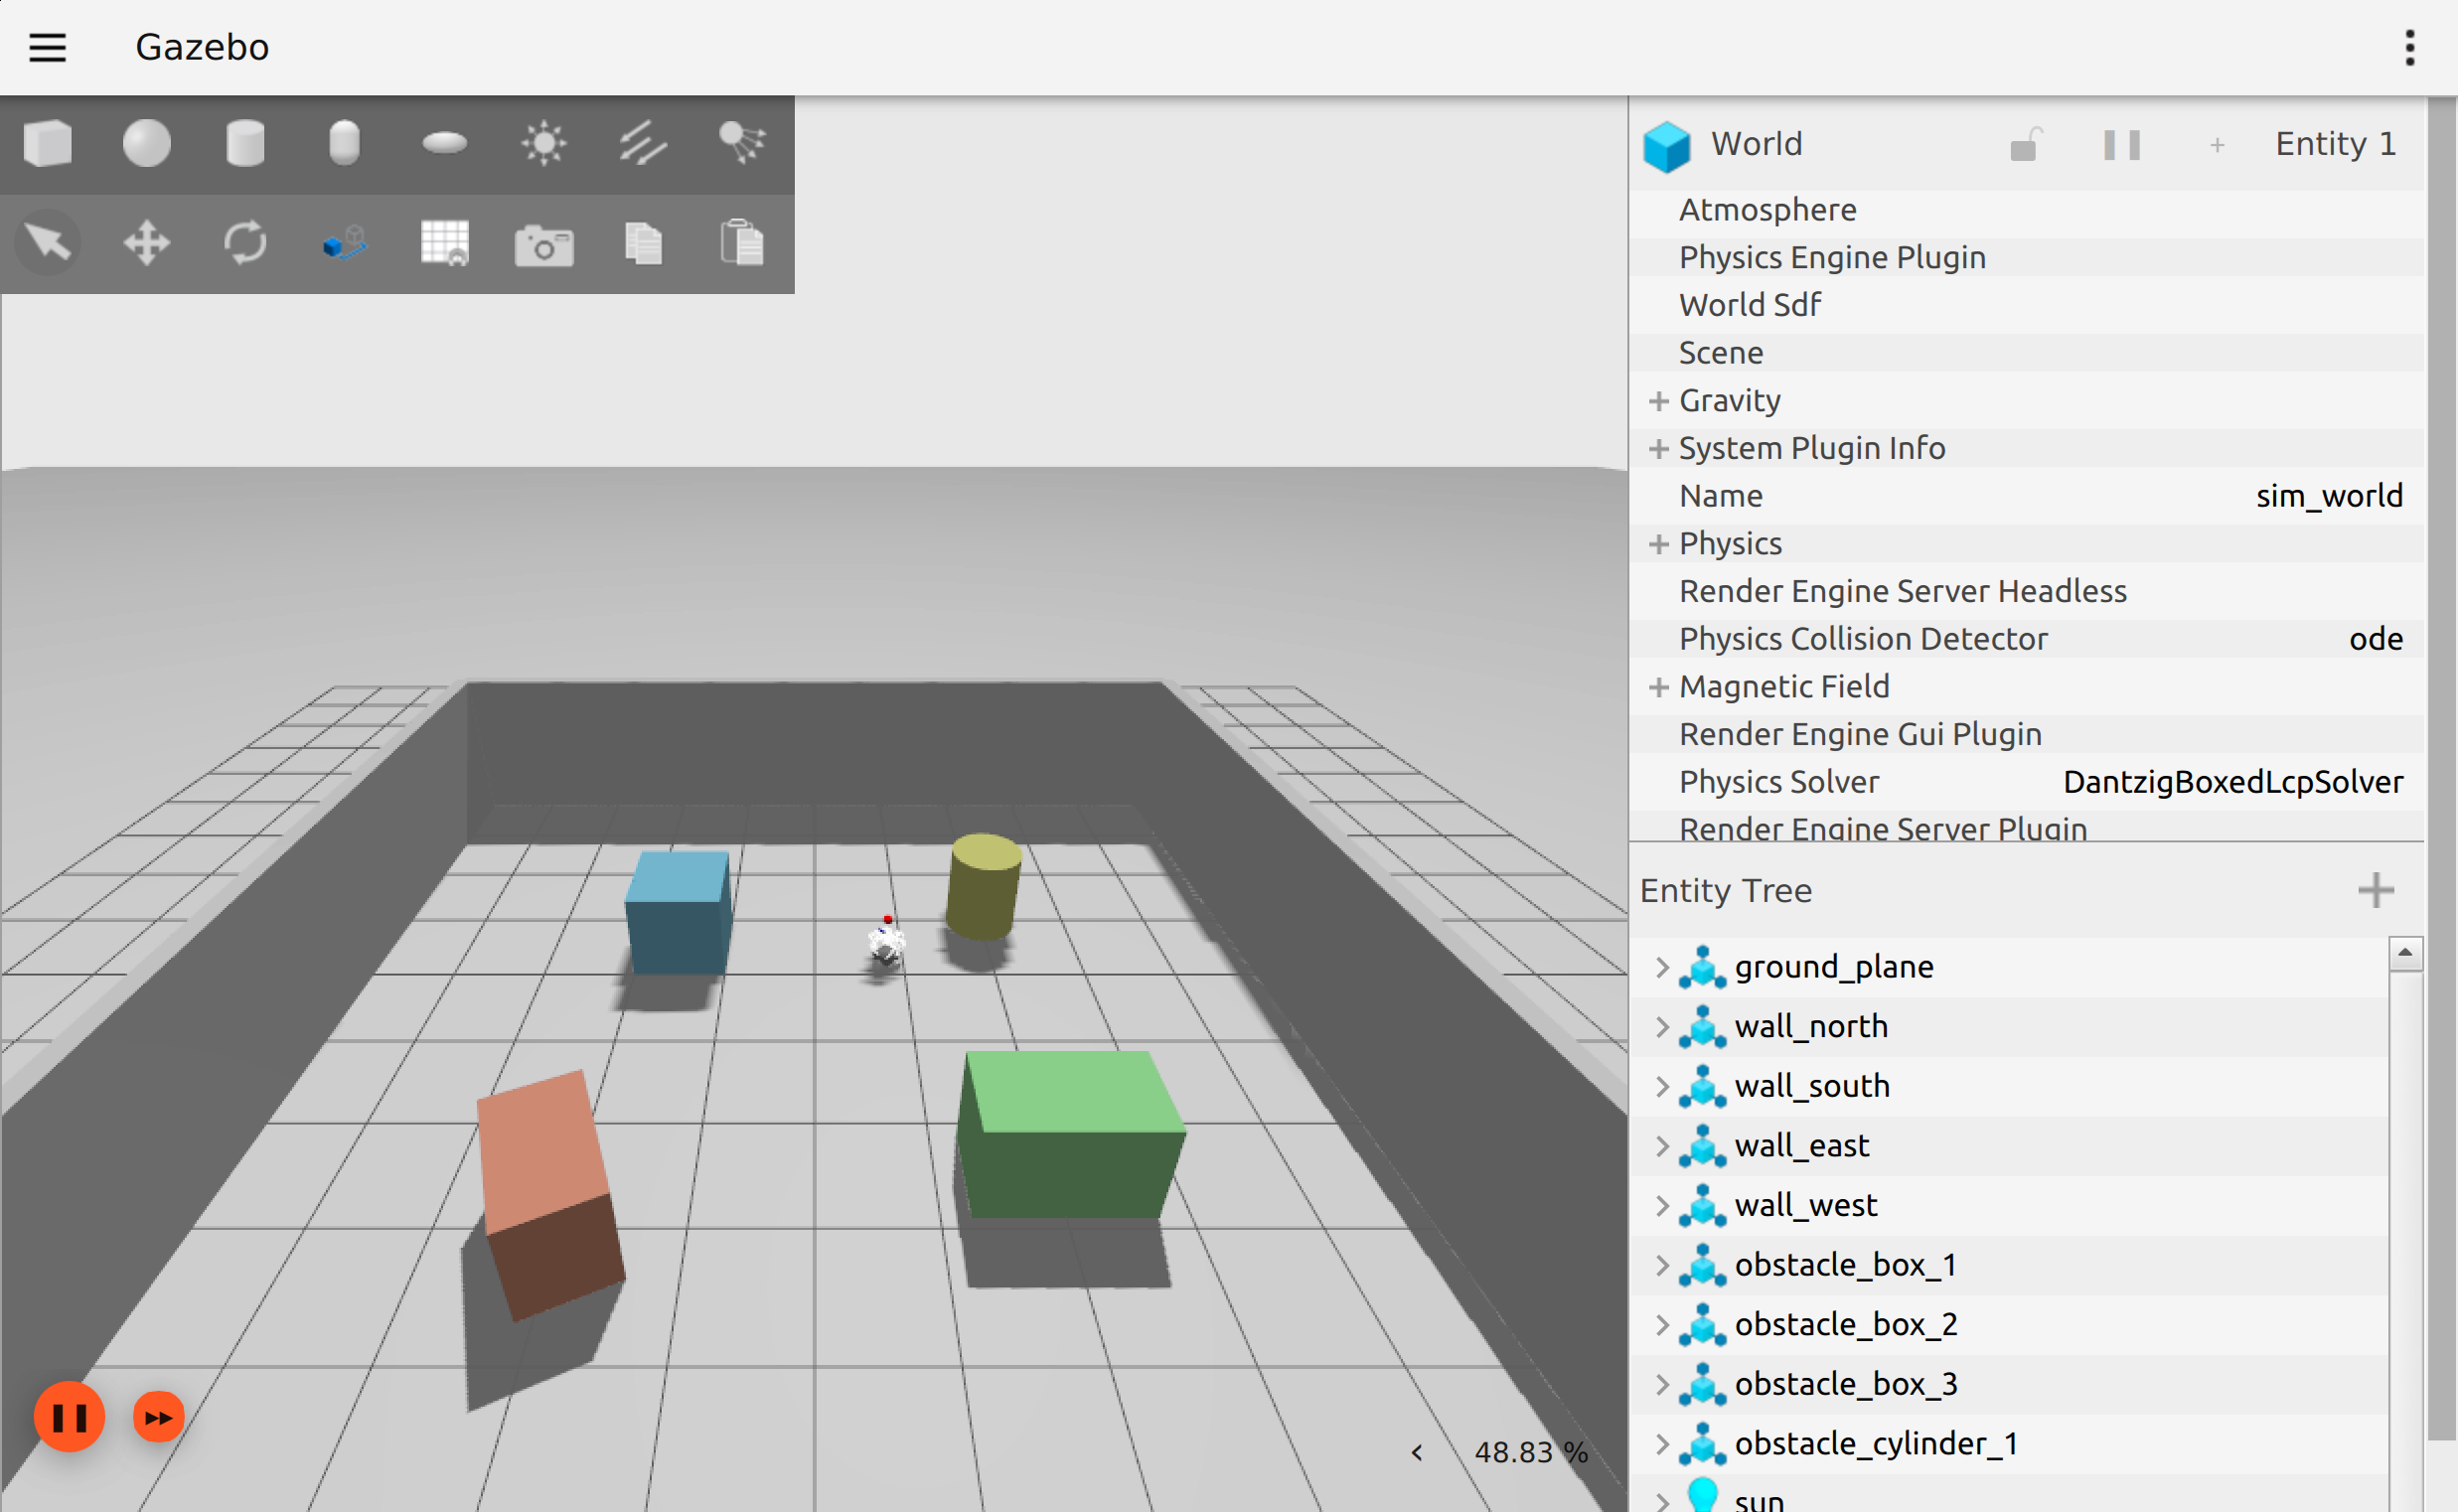 Gazebo
World
Entity 1
Atmosphere
Physics Engine Plugin
World Sdf
Scene
Gravity
System Plugin Info
Name sim_world
Physics
Render Engine Server Headless
Physics Collision Detector ode
Magnetic Field
Render Engine Gui Plugin
Physics Solver DantzigBoxedLcpSolver
Render Engine Server Plugin
Entity Tree
ground_plane
wall_north
wall_south
wall_east
wall_west
obstacle_box_1
obstacle_box_2
obstacle_box_3
obstacle_cylinder_1
sun
48.83 %